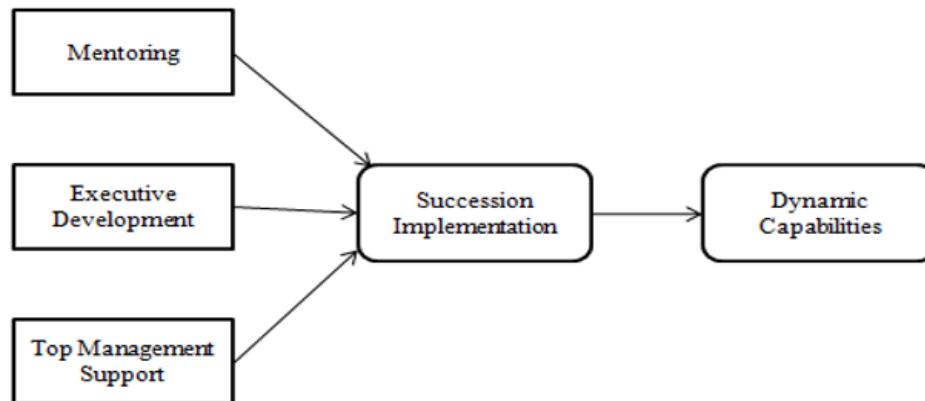 Mentoring
Executive
Development
Top Management
Support
Succession
Implementation
Dynamic
Capabilities